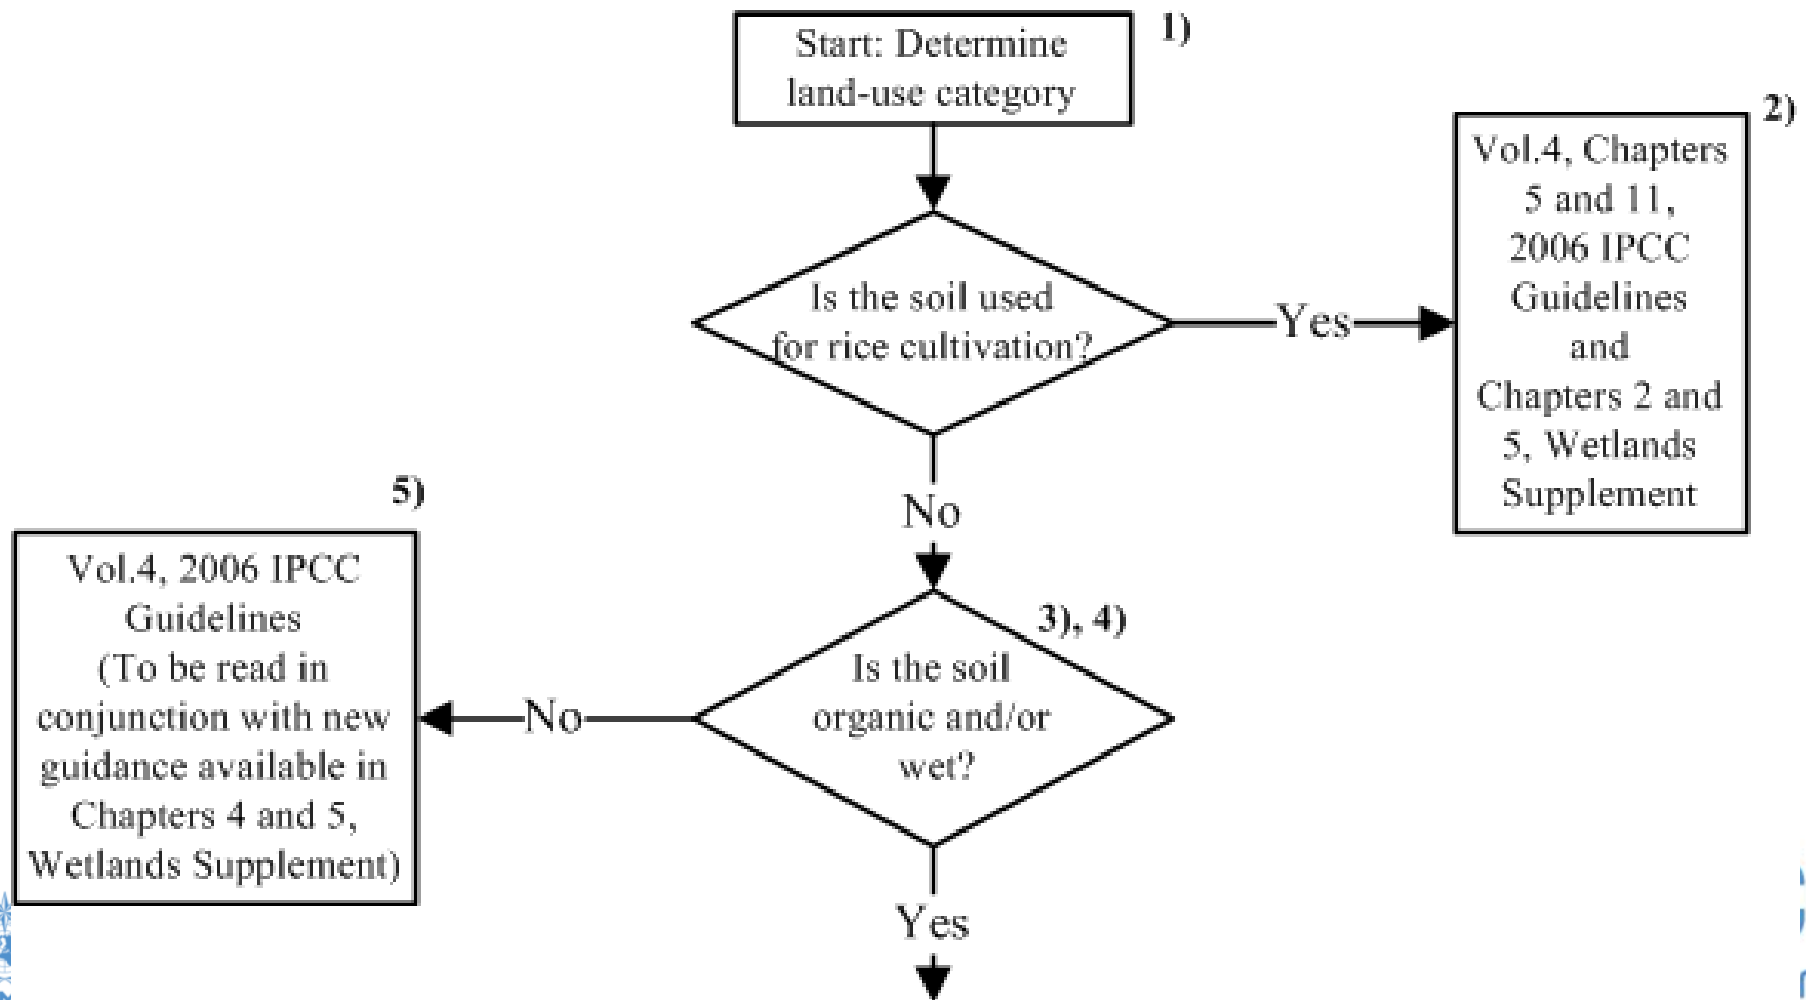 Start: Determine
land-use category
1)
Is the soil used
for rice cultivation?
Yes
2)
Vol.4, Chapters
5 and 11,
2006 IPCC
Guidelines
and
Chapters 2 and
5, Wetlands
Supplement
No
3), 4)
Is the soil
organic and/or
wet?
No
5)
Vol.4, 2006 IPCC
Guidelines
(To be read in
conjunction with new
guidance available in
Chapters 4 and 5,
Wetlands Supplement)
Yes